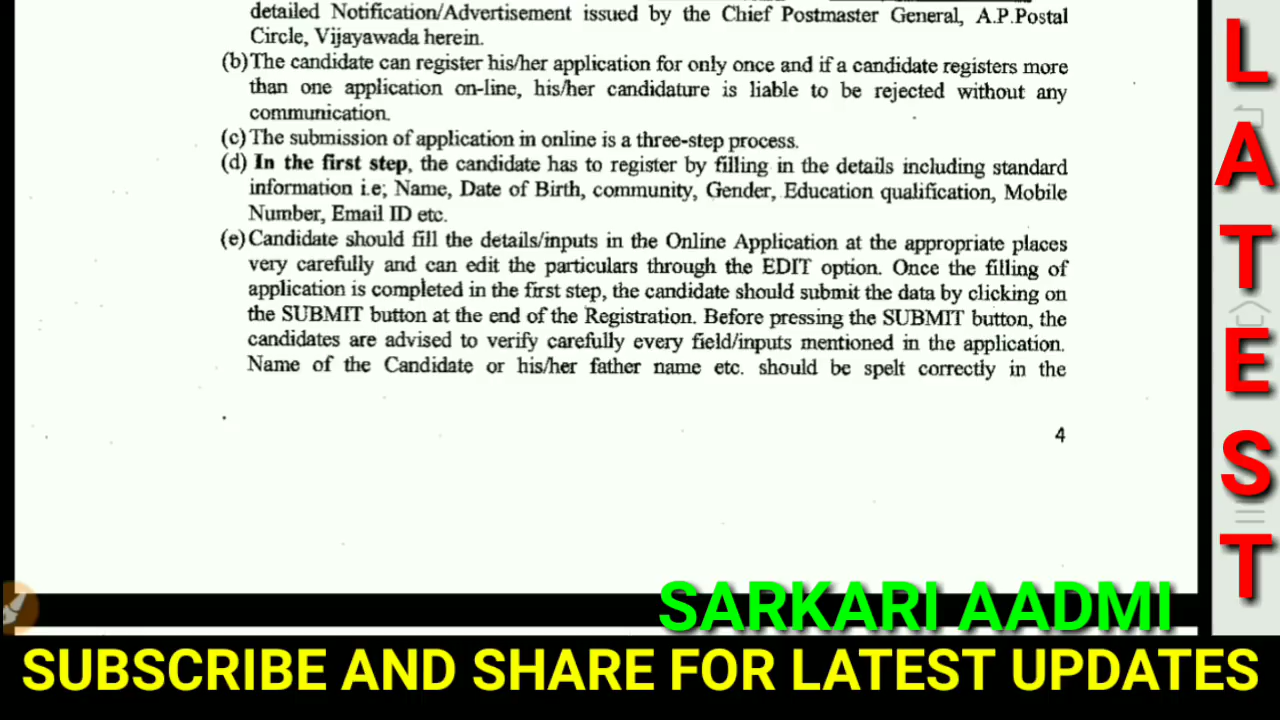 detailed Notification/Advertisement issued by the Chief Postmaster General, A.P.Postal
Circle, Vijayawada herein.
(b) The candidate can register his/her application for only once and if a candidate registers more
than one application on-line, his/her candidature is liable to be rejected without any
communication.
(c) The submission of application in online is a three-step process.
(d) In the first step, the candidate has to register by filling in the details including standard
information i.e; Name, Date of Birth, community, Gender, Education qualification, Mobile
Number, Email ID etc.
(e) Candidate should fill the details/inputs in the Online Application at the appropriate places
very carefully and can edit the particulars through the EDIT option. Once the filling of
application is completed in the first step, the candidate should submit the data by clicking on
the SUBMIT button at the end of the Registration. Before pressing the SUBMIT button, the
candidates are advised to verify carefully every field/inputs mentioned in the application.
Name of the Candidate or his/her father name etc. should be spelt correctly in the
4
LATEST
SARKARI AADMI
SUBSCRIBE AND SHARE FOR LATEST UPDATES